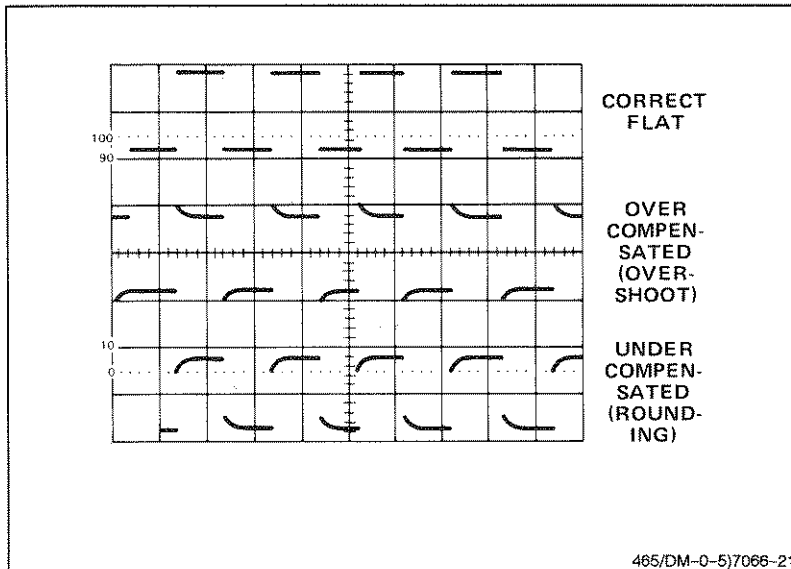 CORRECT
FLAT
100
90
OVER
COMPEN-
SATED
(OVER-
SHOOT)
10
0
UNDER
COMPEN-
SATED
(ROUND-
ING)
465/DM-0-5)7066-21